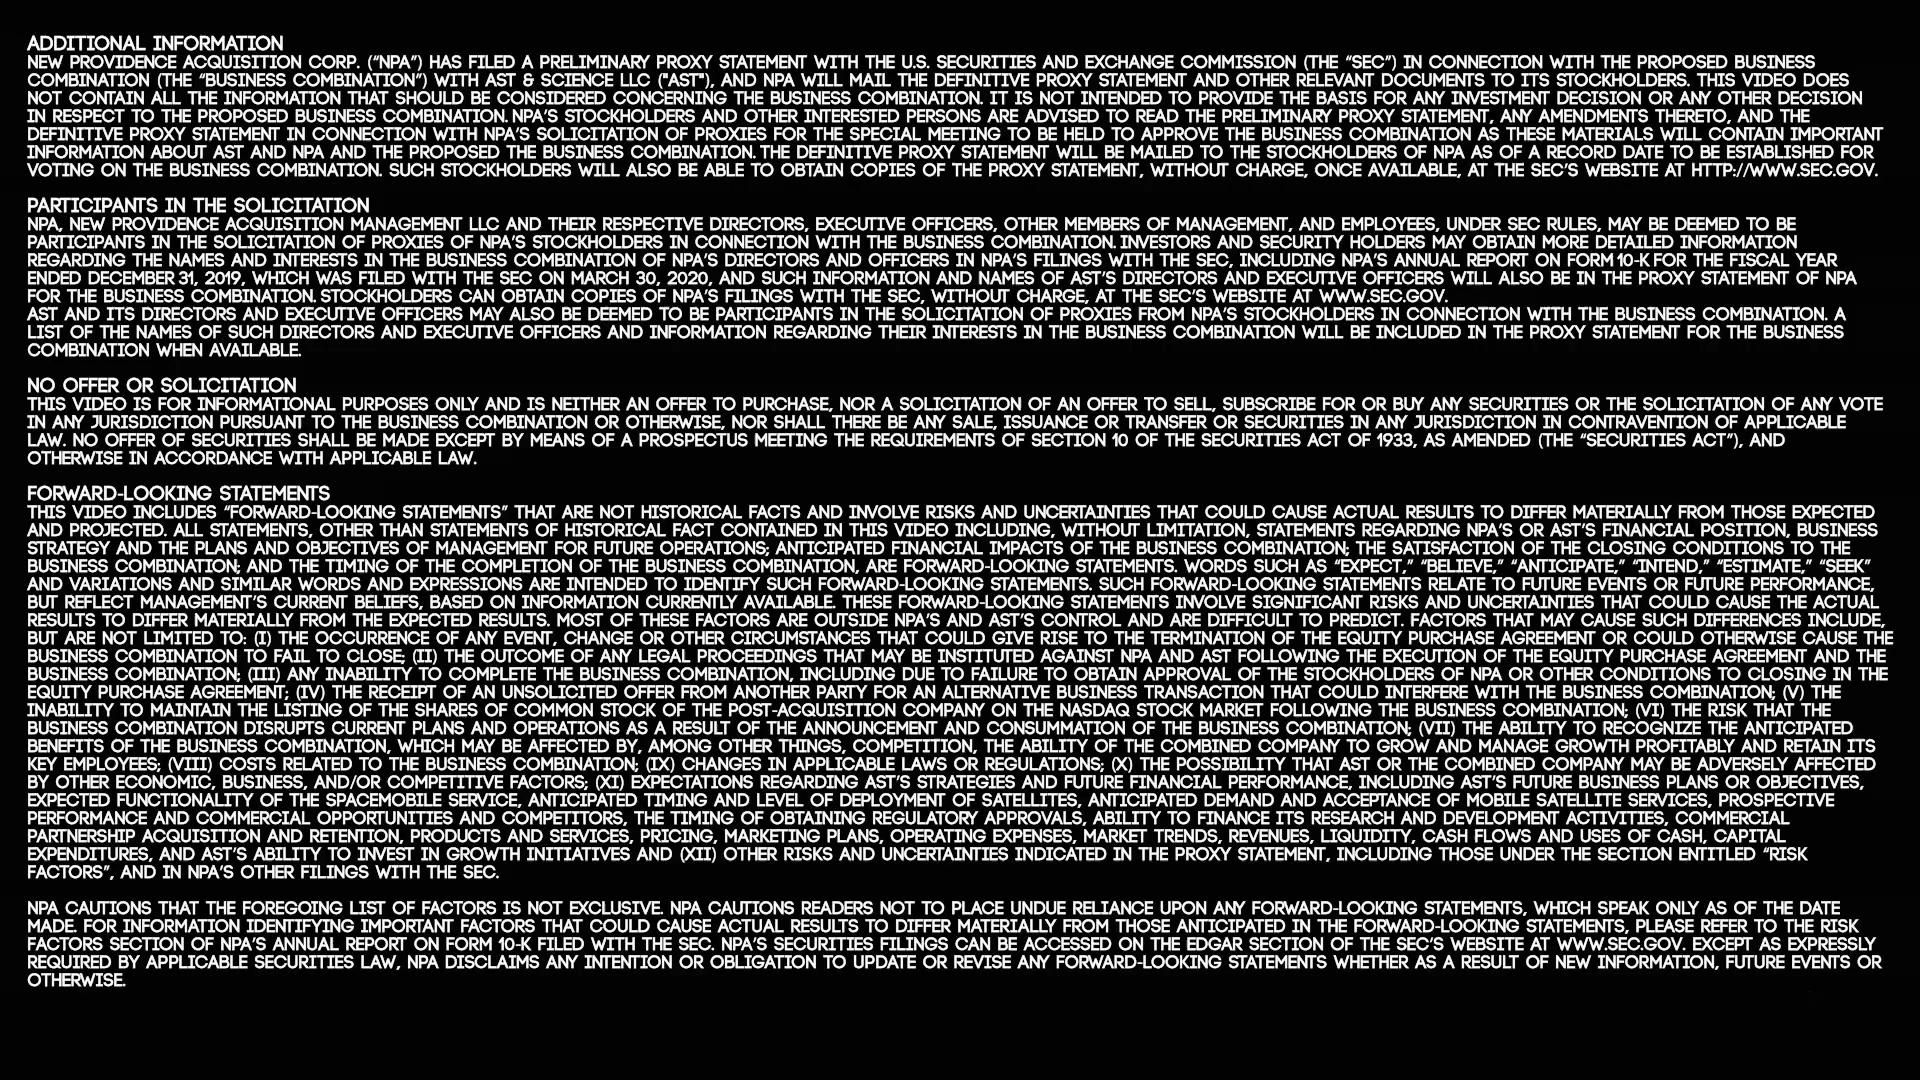 ADDITIONAL INFORMATION
NEW PROVIDENCE ACQUISITION CORP. (“NPA”) HAS FILED A PRELIMINARY PROXY STATEMENT WITH THE U.S. SECURITIES AND EXCHANGE COMMISSION (THE “SEC”) IN CONNECTION WITH THE PROPOSED BUSINESS
COMBINATION (THE “BUSINESS COMBINATION”) WITH AST & SCIENCE LLC ("AST"), AND NPA WILL MAIL THE DEFINITIVE PROXY STATEMENT AND OTHER RELEVANT DOCUMENTS TO ITS STOCKHOLDERS. THIS VIDEO DOES
NOT CONTAIN ALL THE INFORMATION THAT SHOULD BE CONSIDERED CONCERNING THE BUSINESS COMBINATION. IT IS NOT INTENDED TO PROVIDE THE BASIS FOR ANY INVESTMENT DECISION OR ANY OTHER DECISION
IN RESPECT TO THE PROPOSED BUSINESS COMBINATION. NPA’S STOCKHOLDERS AND OTHER INTERESTED PERSONS ARE ADVISED TO READ THE PRELIMINARY PROXY STATEMENT, ANY AMENDMENTS THERETO, AND THE
DEFINITIVE PROXY STATEMENT IN CONNECTION WITH NPA’S SOLICITATION OF PROXIES FOR THE SPECIAL MEETING TO BE HELD TO APPROVE THE BUSINESS COMBINATION AS THESE MATERIALS WILL CONTAIN IMPORTANT
INFORMATION ABOUT AST AND NPA AND THE PROPOSED THE BUSINESS COMBINATION. THE DEFINITIVE PROXY STATEMENT WILL BE MAILED TO THE STOCKHOLDERS OF NPA AS OF A RECORD DATE TO BE ESTABLISHED FOR
VOTING ON THE BUSINESS COMBINATION. SUCH STOCKHOLDERS WILL ALSO BE ABLE TO OBTAIN COPIES OF THE PROXY STATEMENT, WITHOUT CHARGE, ONCE AVAILABLE, AT THE SEC’S WEBSITE AT HTTP://WWW.SEC.GOV.
PARTICIPANTS IN THE SOLICITATION
NPA, NEW PROVIDENCE ACQUISITION MANAGEMENT LLC AND THEIR RESPECTIVE DIRECTORS, EXECUTIVE OFFICERS, OTHER MEMBERS OF MANAGEMENT, AND EMPLOYEES, UNDER SEC RULES, MAY BE DEEMED TO BE
PARTICIPANTS IN THE SOLICITATION OF PROXIES OF NPA’S STOCKHOLDERS IN CONNECTION WITH THE BUSINESS COMBINATION. INVESTORS AND SECURITY HOLDERS MAY OBTAIN MORE DETAILED INFORMATION
REGARDING THE NAMES AND INTERESTS IN THE BUSINESS COMBINATION OF NPA’S DIRECTORS AND OFFICERS IN NPA’S FILINGS WITH THE SEC, INCLUDING NPA’S ANNUAL REPORT ON FORM 10-K FOR THE FISCAL YEAR
ENDED DECEMBER 31, 2019, WHICH WAS FILED WITH THE SEC ON MARCH 30, 2020, AND SUCH INFORMATION AND NAMES OF AST’S DIRECTORS AND EXECUTIVE OFFICERS WILL ALSO BE IN THE PROXY STATEMENT OF NPA
FOR THE BUSINESS COMBINATION. STOCKHOLDERS CAN OBTAIN COPIES OF NPA’S FILINGS WITH THE SEC, WITHOUT CHARGE, AT THE SEC’S WEBSITE AT WWW.SEC.GOV.
AST AND ITS DIRECTORS AND EXECUTIVE OFFICERS MAY ALSO BE DEEMED TO BE PARTICIPANTS IN THE SOLICITATION OF PROXIES FROM NPA’S STOCKHOLDERS IN CONNECTION WITH THE BUSINESS COMBINATION. A
LIST OF THE NAMES OF SUCH DIRECTORS AND EXECUTIVE OFFICERS AND INFORMATION REGARDING THEIR INTERESTS IN THE BUSINESS COMBINATION WILL BE INCLUDED IN THE PROXY STATEMENT FOR THE BUSINESS
COMBINATION WHEN AVAILABLE.
NO OFFER OR SOLICITATION
THIS VIDEO IS FOR INFORMATIONAL PURPOSES ONLY AND IS NEITHER AN OFFER TO PURCHASE, NOR A SOLICITATION OF AN OFFER TO SELL, SUBSCRIBE FOR OR BUY ANY SECURITIES OR THE SOLICITATION OF ANY VOTE
IN ANY JURISDICTION PURSUANT TO THE BUSINESS COMBINATION OR OTHERWISE, NOR SHALL THERE BE ANY SALE, ISSUANCE OR TRANSFER OR SECURITIES IN ANY JURISDICTION IN CONTRAVENTION OF APPLICABLE
LAW. NO OFFER OF SECURITIES SHALL BE MADE EXCEPT BY MEANS OF A PROSPECTUS MEETING THE REQUIREMENTS OF SECTION 10 OF THE SECURITIES ACT OF 1933, AS AMENDED (THE “SECURITIES ACT”), AND
OTHERWISE IN ACCORDANCE WITH APPLICABLE LAW.
FORWARD-LOOKING STATEMENTS
THIS VIDEO INCLUDES “FORWARD-LOOKING STATEMENTS” THAT ARE NOT HISTORICAL FACTS AND INVOLVE RISKS AND UNCERTAINTIES THAT COULD CAUSE ACTUAL RESULTS TO DIFFER MATERIALLY FROM THOSE EXPECTED
AND PROJECTED. ALL STATEMENTS, OTHER THAN STATEMENTS OF HISTORICAL FACT CONTAINED IN THIS VIDEO INCLUDING, WITHOUT LIMITATION, STATEMENTS REGARDING NPA’S OR AST’S FINANCIAL POSITION, BUSINESS
STRATEGY AND THE PLANS AND OBJECTIVES OF MANAGEMENT FOR FUTURE OPERATIONS; ANTICIPATED FINANCIAL IMPACTS OF THE BUSINESS COMBINATION; THE SATISFACTION OF THE CLOSING CONDITIONS TO THE
BUSINESS COMBINATION; AND THE TIMING OF THE COMPLETION OF THE BUSINESS COMBINATION, ARE FORWARD-LOOKING STATEMENTS. WORDS SUCH AS “EXPECT,” “BELIEVE,” “ANTICIPATE,” “INTEND,” “ESTIMATE,” “SEEK”
AND VARIATIONS AND SIMILAR WORDS AND EXPRESSIONS ARE INTENDED TO IDENTIFY SUCH FORWARD-LOOKING STATEMENTS. SUCH FORWARD-LOOKING STATEMENTS RELATE TO FUTURE EVENTS OR FUTURE PERFORMANCE,
BUT REFLECT MANAGEMENT’S CURRENT BELIEFS, BASED ON INFORMATION CURRENTLY AVAILABLE. THESE FORWARD-LOOKING STATEMENTS INVOLVE SIGNIFICANT RISKS AND UNCERTAINTIES THAT COULD CAUSE THE ACTUAL
RESULTS TO DIFFER MATERIALLY FROM THE EXPECTED RESULTS. MOST OF THESE FACTORS ARE OUTSIDE NPA’S AND AST’S CONTROL AND ARE DIFFICULT TO PREDICT. FACTORS THAT MAY CAUSE SUCH DIFFERENCES INCLUDE,
BUT ARE NOT LIMITED TO: (I) THE OCCURRENCE OF ANY EVENT, CHANGE OR OTHER CIRCUMSTANCES THAT COULD GIVE RISE TO THE TERMINATION OF THE EQUITY PURCHASE AGREEMENT OR COULD OTHERWISE CAUSE THE
BUSINESS COMBINATION TO FAIL TO CLOSE; (II) THE OUTCOME OF ANY LEGAL PROCEEDINGS THAT MAY BE INSTITUTED AGAINST NPA AND AST FOLLOWING THE EXECUTION OF THE EQUITY PURCHASE AGREEMENT AND THE
BUSINESS COMBINATION; (III) ANY INABILITY TO COMPLETE THE BUSINESS COMBINATION, INCLUDING DUE TO FAILURE TO OBTAIN APPROVAL OF THE STOCKHOLDERS OF NPA OR OTHER CONDITIONS TO CLOSING IN THE
EQUITY PURCHASE AGREEMENT; (IV) THE RECEIPT OF AN UNSOLICITED OFFER FROM ANOTHER PARTY FOR AN ALTERNATIVE BUSINESS TRANSACTION THAT COULD INTERFERE WITH THE BUSINESS COMBINATION; (V) THE
INABILITY TO MAINTAIN THE LISTING OF THE SHARES OF COMMON STOCK OF THE POST-ACQUISITION COMPANY ON THE NASDAQ STOCK MARKET FOLLOWING THE BUSINESS COMBINATION; (VI) THE RISK THAT THE
BUSINESS COMBINATION DISRUPTS CURRENT PLANS AND OPERATIONS AS A RESULT OF THE ANNOUNCEMENT AND CONSUMMATION OF THE BUSINESS COMBINATION; (VII) THE ABILITY TO RECOGNIZE THE ANTICIPATED
BENEFITS OF THE BUSINESS COMBINATION, WHICH MAY BE AFFECTED BY, AMONG OTHER THINGS, COMPETITION, THE ABILITY OF THE COMBINED COMPANY TO GROW AND MANAGE GROWTH PROFITABLY AND RETAIN ITS
KEY EMPLOYEES; (VIII) COSTS RELATED TO THE BUSINESS COMBINATION; (IX) CHANGES IN APPLICABLE LAWS OR REGULATIONS; (X) THE POSSIBILITY THAT AST OR THE COMBINED COMPANY MAY BE ADVERSELY AFFECTED
BY OTHER ECONOMIC, BUSINESS, AND/OR COMPETITIVE FACTORS; (XI) EXPECTATIONS REGARDING AST’S STRATEGIES AND FUTURE FINANCIAL PERFORMANCE, INCLUDING AST’S FUTURE BUSINESS PLANS OR OBJECTIVES,
EXPECTED FUNCTIONALITY OF THE SPACEMOBILE SERVICE, ANTICIPATED TIMING AND LEVEL OF DEPLOYMENT OF SATELLITES, ANTICIPATED DEMAND AND ACCEPTANCE OF MOBILE SATELLITE SERVICES, PROSPECTIVE
PERFORMANCE AND COMMERCIAL OPPORTUNITIES AND COMPETITORS, THE TIMING OF OBTAINING REGULATORY APPROVALS, ABILITY TO FINANCE ITS RESEARCH AND DEVELOPMENT ACTIVITIES, COMMERCIAL
PARTNERSHIP ACQUISITION AND RETENTION, PRODUCTS AND SERVICES, PRICING, MARKETING PLANS, OPERATING EXPENSES, MARKET TRENDS, REVENUES, LIQUIDITY, CASH FLOWS AND USES OF CASH, CAPITAL
EXPENDITURES, AND AST’S ABILITY TO INVEST IN GROWTH INITIATIVES AND (XII) OTHER RISKS AND UNCERTAINTIES INDICATED IN THE PROXY STATEMENT, INCLUDING THOSE UNDER THE SECTION ENTITLED “RISK
FACTORS”, AND IN NPA’S OTHER FILINGS WITH THE SEC.
NPA CAUTIONS THAT THE FOREGOING LIST OF FACTORS IS NOT EXCLUSIVE. NPA CAUTIONS READERS NOT TO PLACE UNDUE RELIANCE UPON ANY FORWARD-LOOKING STATEMENTS, WHICH SPEAK ONLY AS OF THE DATE
MADE. FOR INFORMATION IDENTIFYING IMPORTANT FACTORS THAT COULD CAUSE ACTUAL RESULTS TO DIFFER MATERIALLY FROM THOSE ANTICIPATED IN THE FORWARD-LOOKING STATEMENTS, PLEASE REFER TO THE RISK
FACTORS SECTION OF NPA’S ANNUAL REPORT ON FORM 10-K FILED WITH THE SEC. NPA’S SECURITIES FILINGS CAN BE ACCESSED ON THE EDGAR SECTION OF THE SEC’S WEBSITE AT WWW.SEC.GOV. EXCEPT AS EXPRESSLY
REQUIRED BY APPLICABLE SECURITIES LAW, NPA DISCLAIMS ANY INTENTION OR OBLIGATION TO UPDATE OR REVISE ANY FORWARD-LOOKING STATEMENTS WHETHER AS A RESULT OF NEW INFORMATION, FUTURE EVENTS OR
OTHERWISE.